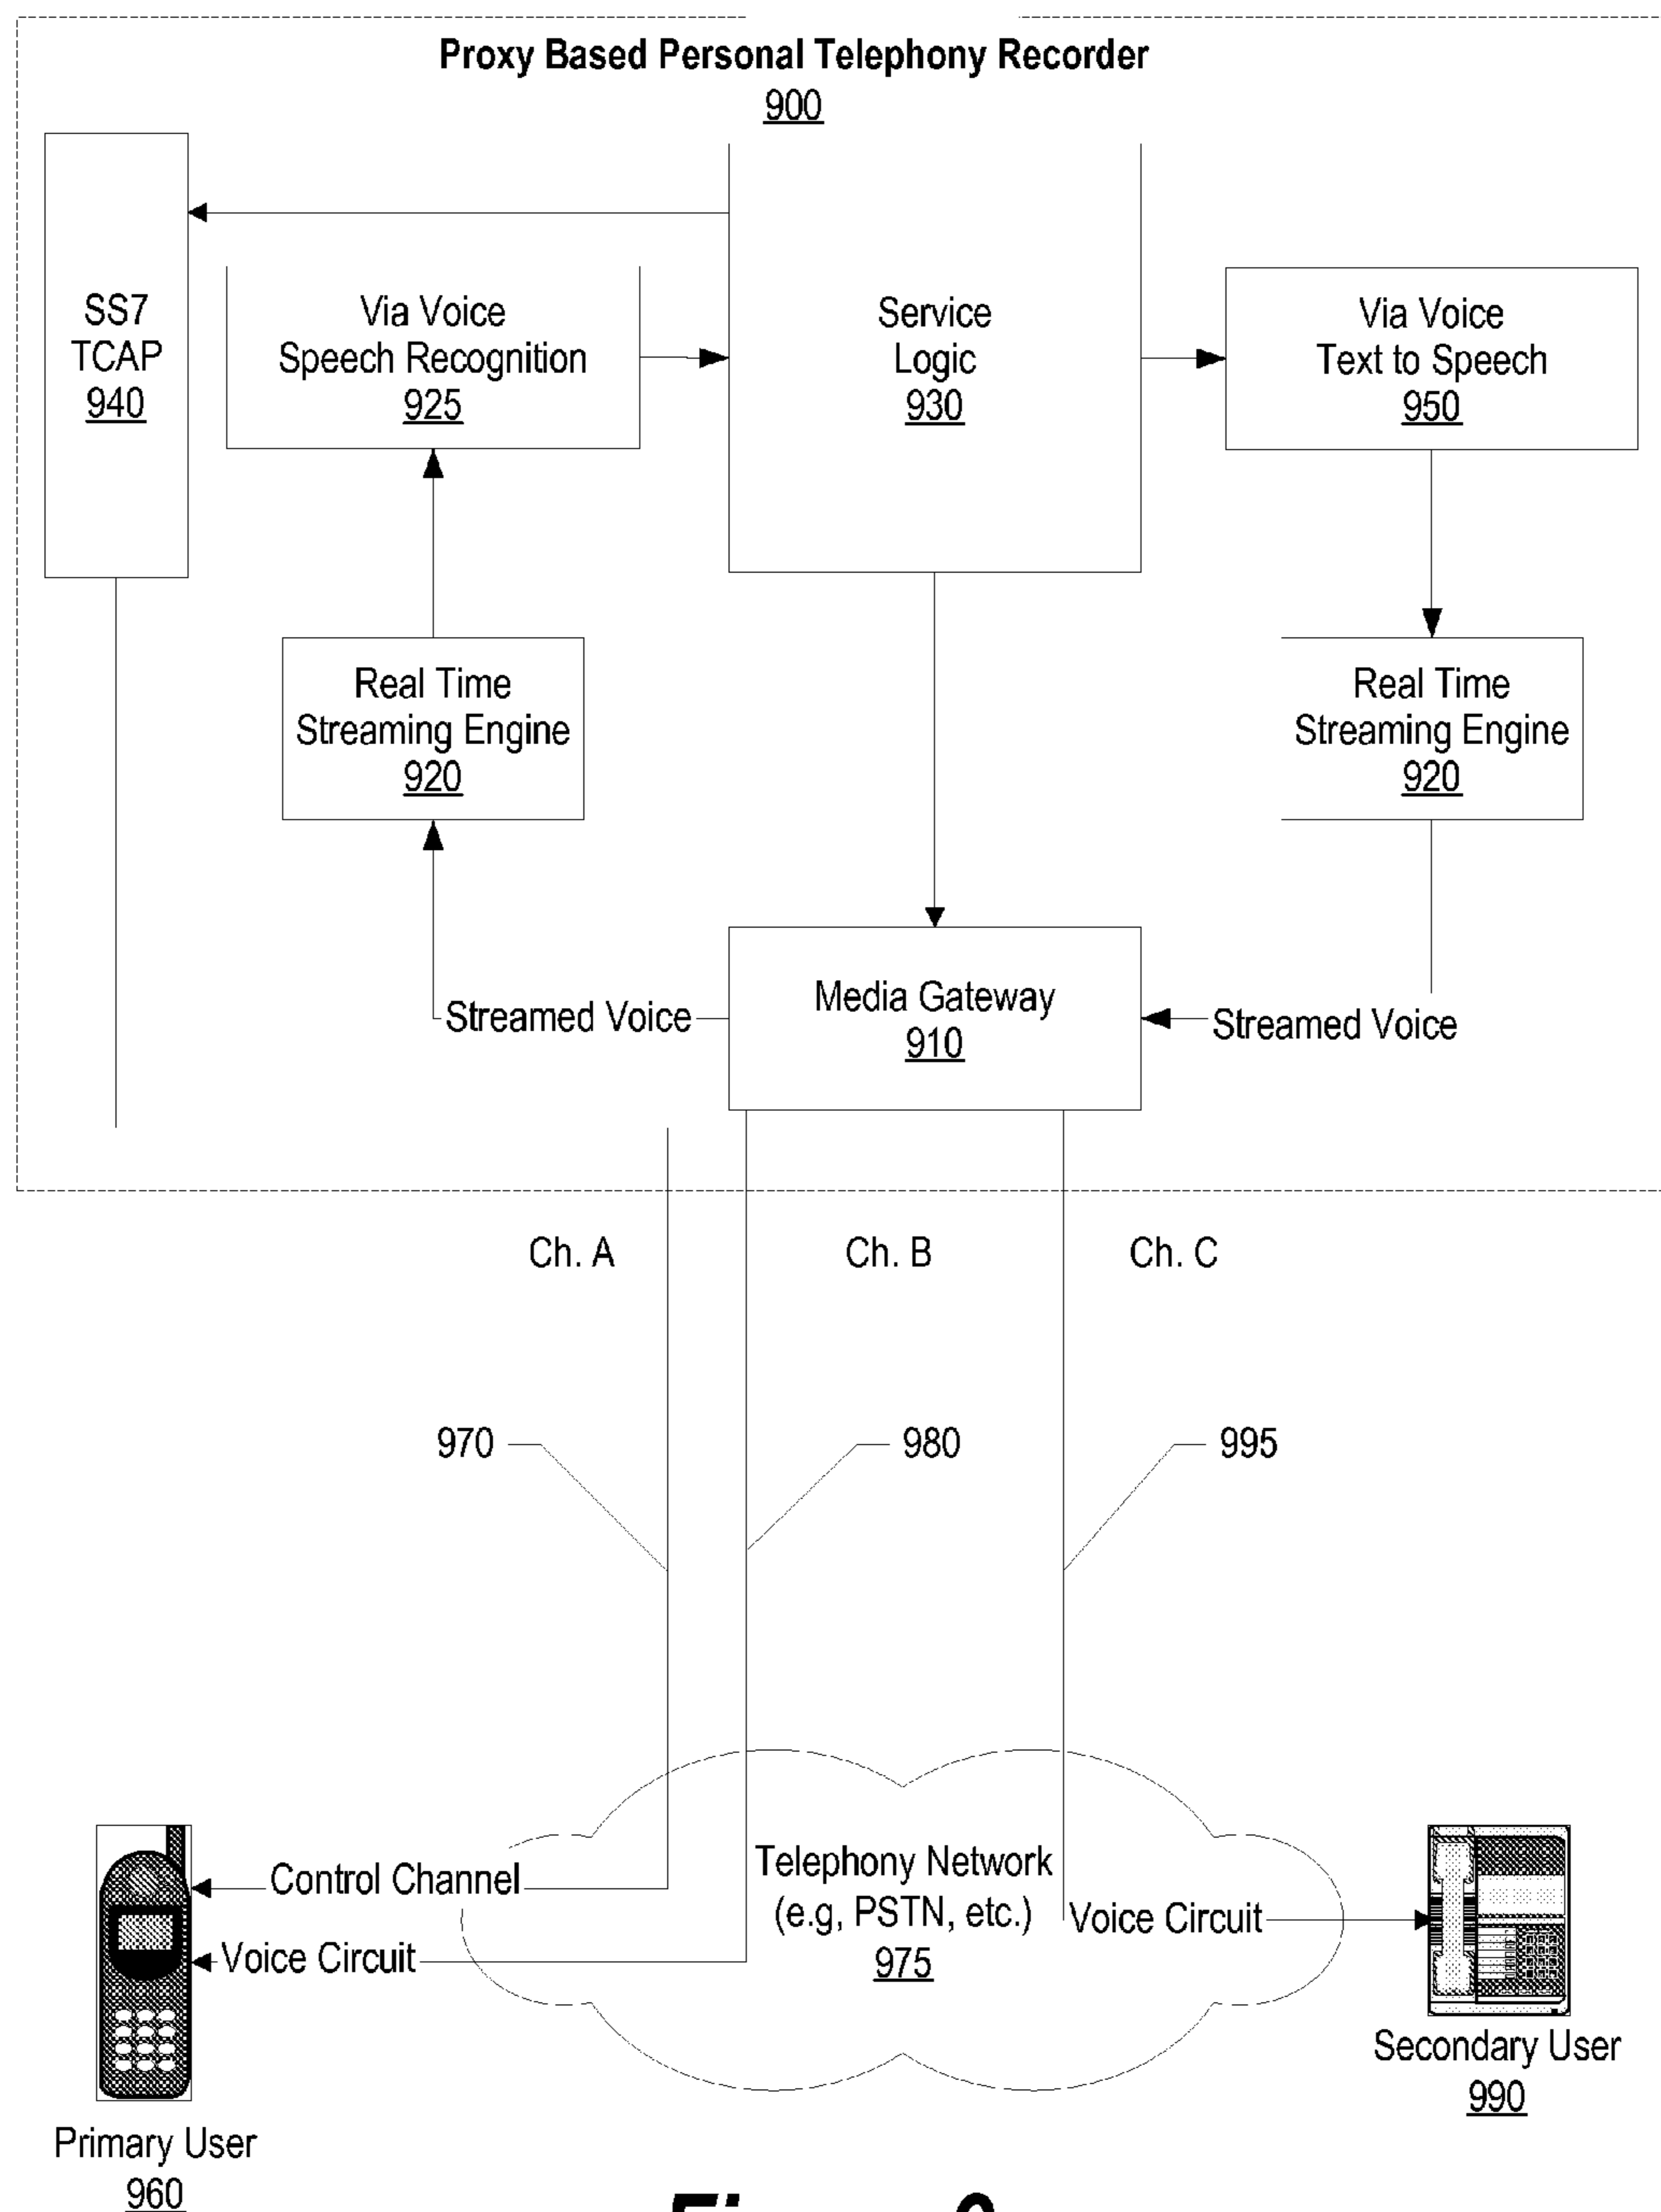 Proxy Based Personal Telephony Recorder
900
SS7
TCAP
940
Via Voice
Speech Recognition
925
Service
Logic
930
Via Voice
Text to Speech
950
Real Time
Streaming Engine
920
Real Time
Streaming Engine
920
Streamed Voice
Media Gateway
910
Streamed Voice
Ch. A
Ch. B
Ch. C
970
980
995
Control Channel
Voice Circuit
Telephony Network
(e.g, PSTN, etc.)
975
Voice Circuit
Primary User
960
Secondary User
990